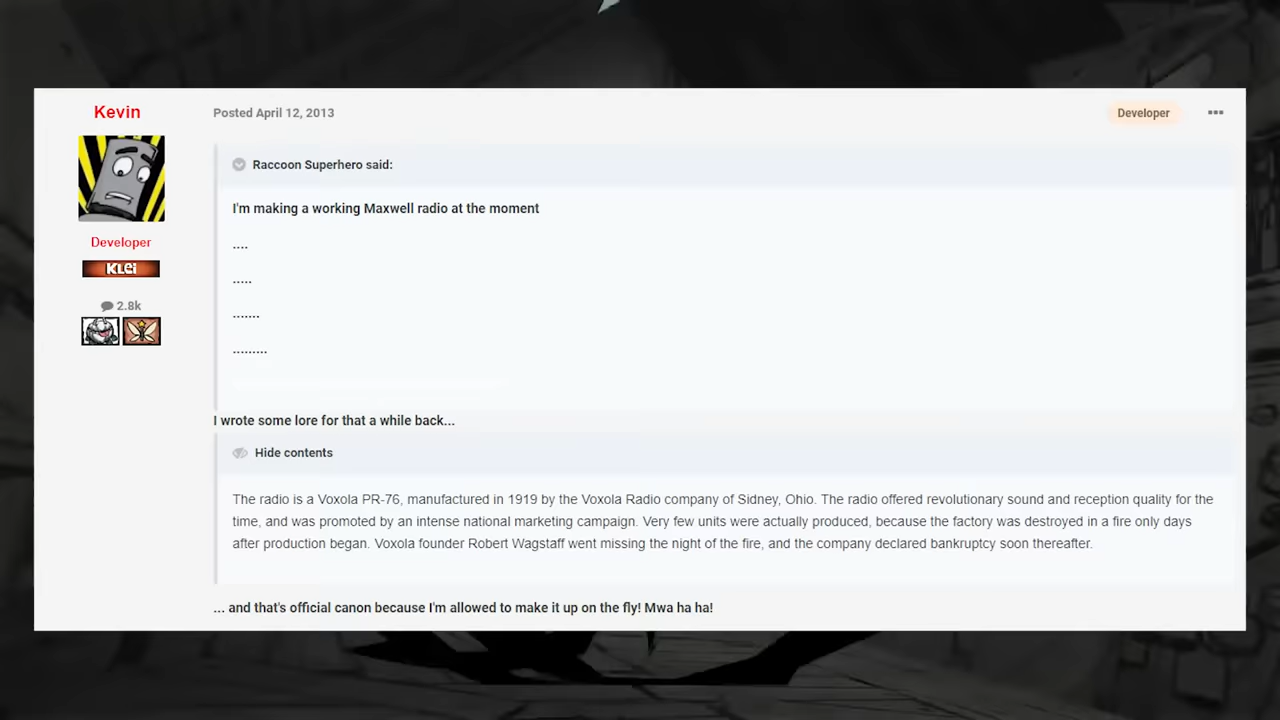 Kevin
Posted April 12, 2013
Developer
Raccoon Superhero said:
I'm making a working Maxwell radio at the moment
....
.....
.......
.........
Developer
KLei
2.8k
I wrote some lore for that a while back...
Hide contents
The radio is a Voxola PR-76, manufactured in 1919 by the Voxola Radio company of Sidney, Ohio. The radio offered revolutionary sound and reception quality for the
time, and was promoted by an intense national marketing campaign. Very few units were actually produced, because the factory was destroyed in a fire only days
after production began. Voxola founder Robert Wagstaff went missing the night of the fire, and the company declared bankruptcy soon thereafter.
... and that's official canon because I'm allowed to make it up on the fly! Mwa ha ha!